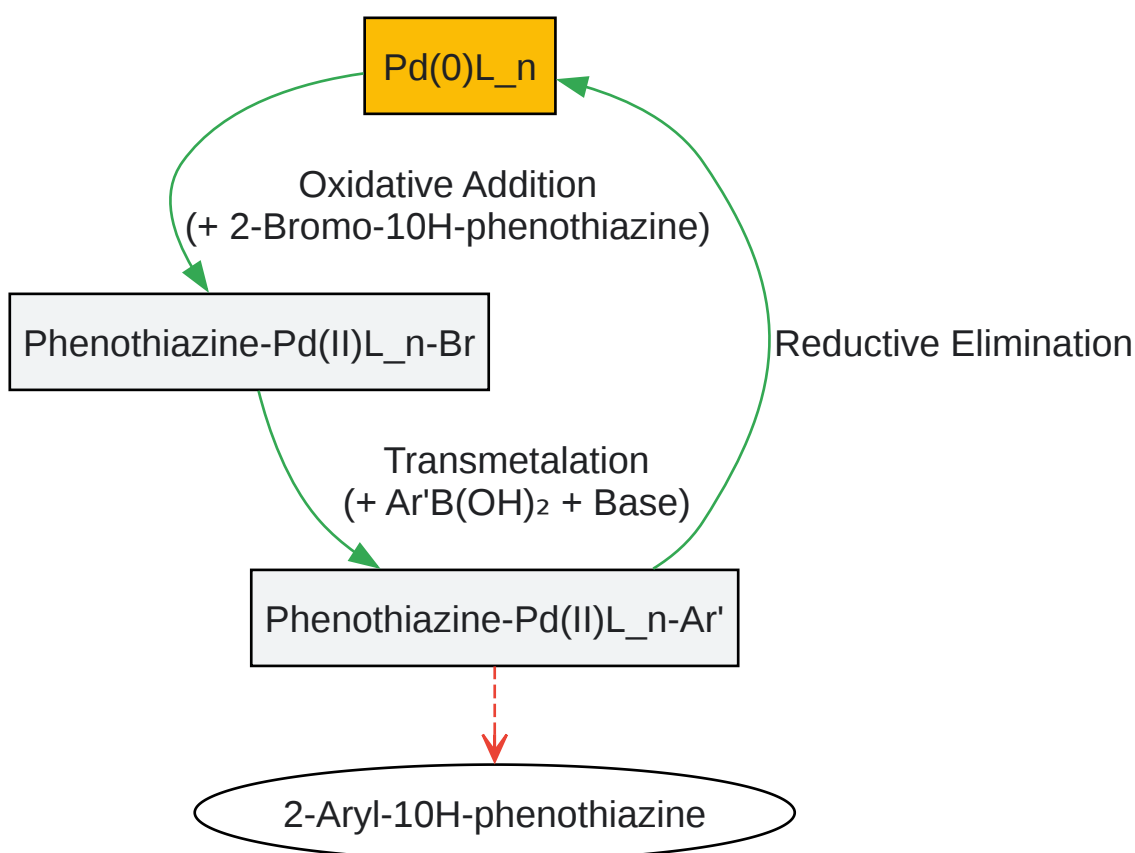 Pd(0)L_n
Oxidative Addition
(+ 2-Bromo-10H-phenothiazine)
Phenothiazine-Pd(II)L_n-Br
Reductive Elimination
Transmetalation
(+ Ar'B(OH)₂ + Base)
Phenothiazine-Pd(II)L_n-Ar'
2-Aryl-10H-phenothiazine